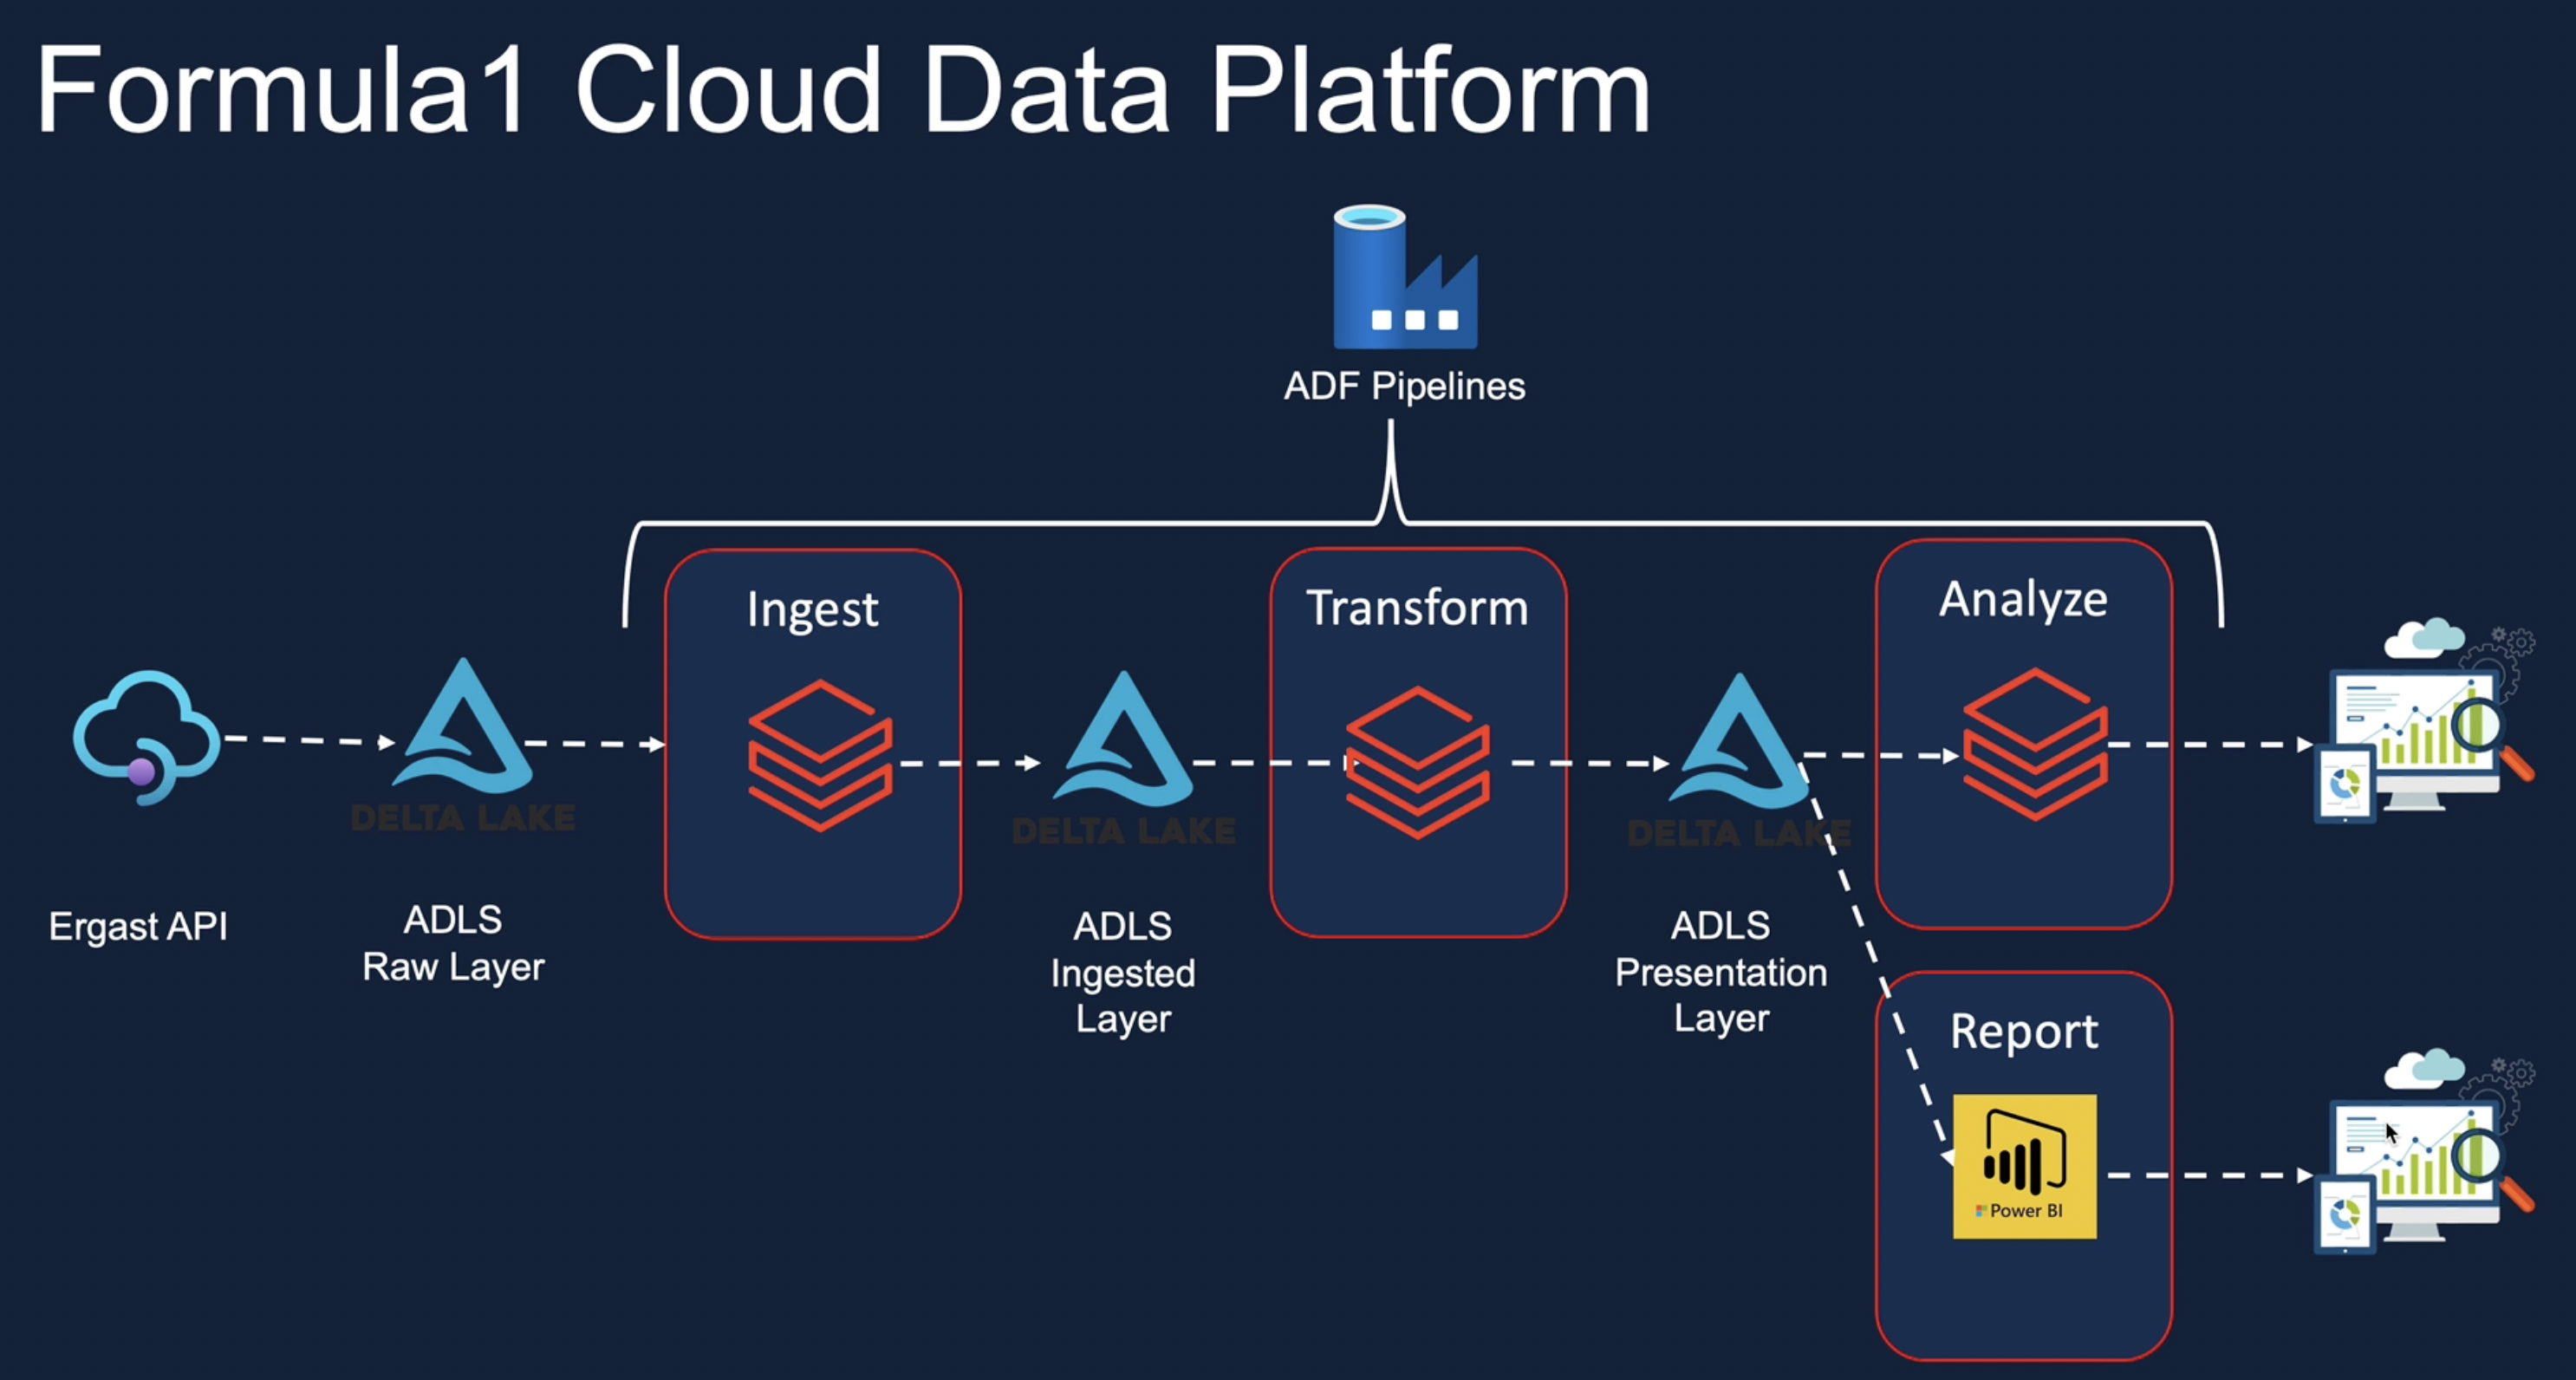 Formula1 Cloud Data Platform
ADF Pipelines
Ingest
Transform
Analyze
DELTA LAKE
DELTA LAKE
DELTA LAKE
Ergast API
ADLS
Raw Layer
ADLS
Ingested
Layer
ADLS
Presentation
Layer
Report
Power BI